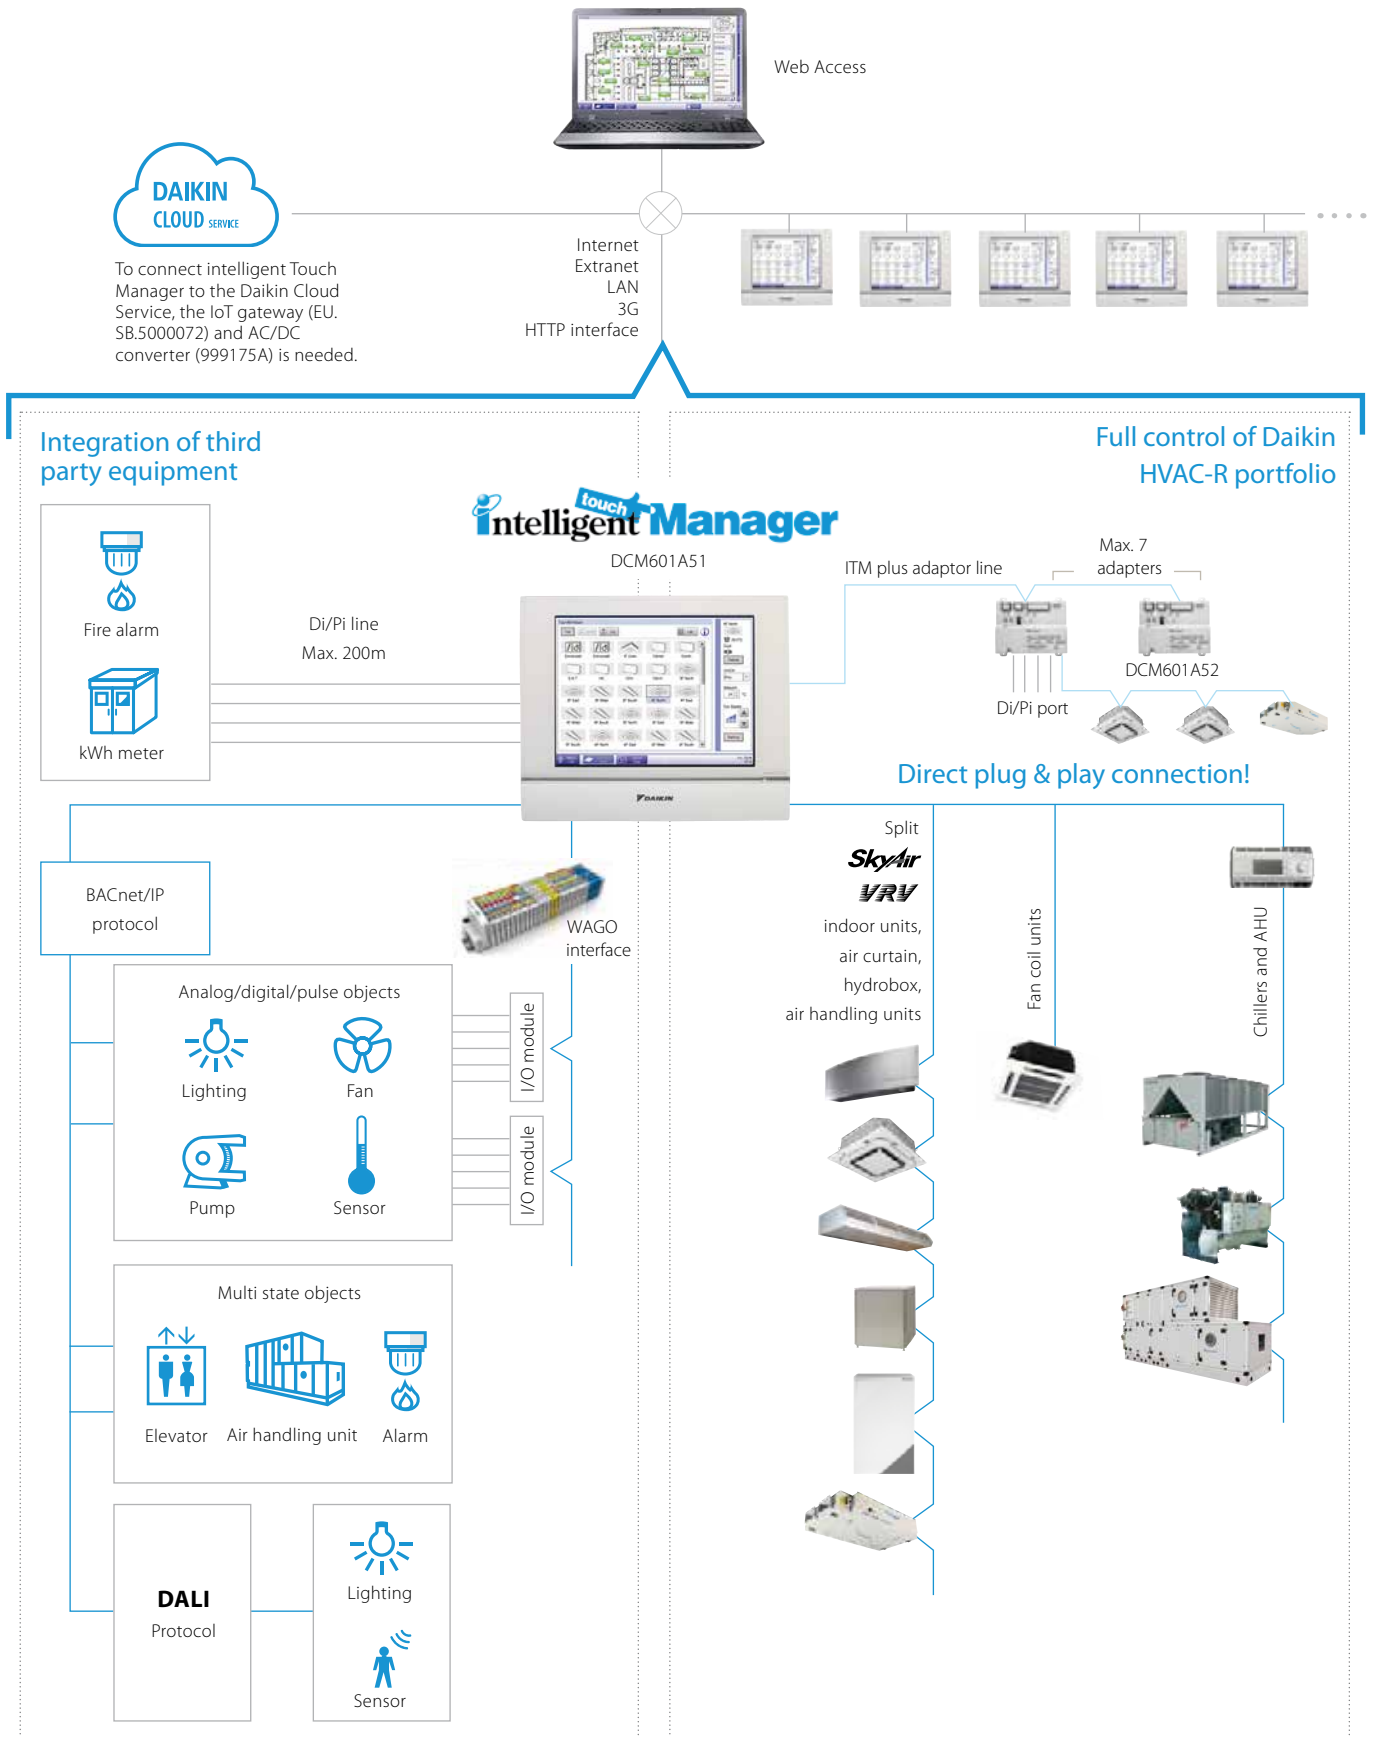 Web Access
DAIKIN
CLOUD SERVICE
To connect intelligent Touch
Manager to the Daikin Cloud
Service, the IoT gateway (EU.
SB.5000072) and AC/DC
converter (999175A) is needed.
Internet
Extranet
LAN
3G
HTTP interface
Integration of third
party equipment
Full control of Daikin
HVAC-R portfolio
intelligent touch Manager
DCM601A51
Fire alarm
kWh meter
Di/Pi line
Max. 200m
DAIKIN
ITM plus adaptor line
Max. 7
adapters
DCM601A52
Di/Pi port
Direct plug & play connection!
BACnet/IP
protocol
WAGO
interface
Analog/digital/pulse objects
Lighting
Fan
Pump
Sensor
I/O module
I/O module
Multi state objects
Elevator
Air handling unit
Alarm
DALI
Protocol
Lighting
Sensor
Split
SkyAir
VRV
indoor units,
air curtain,
hydrobox,
air handling units
Fan coil units
Chillers and AHU